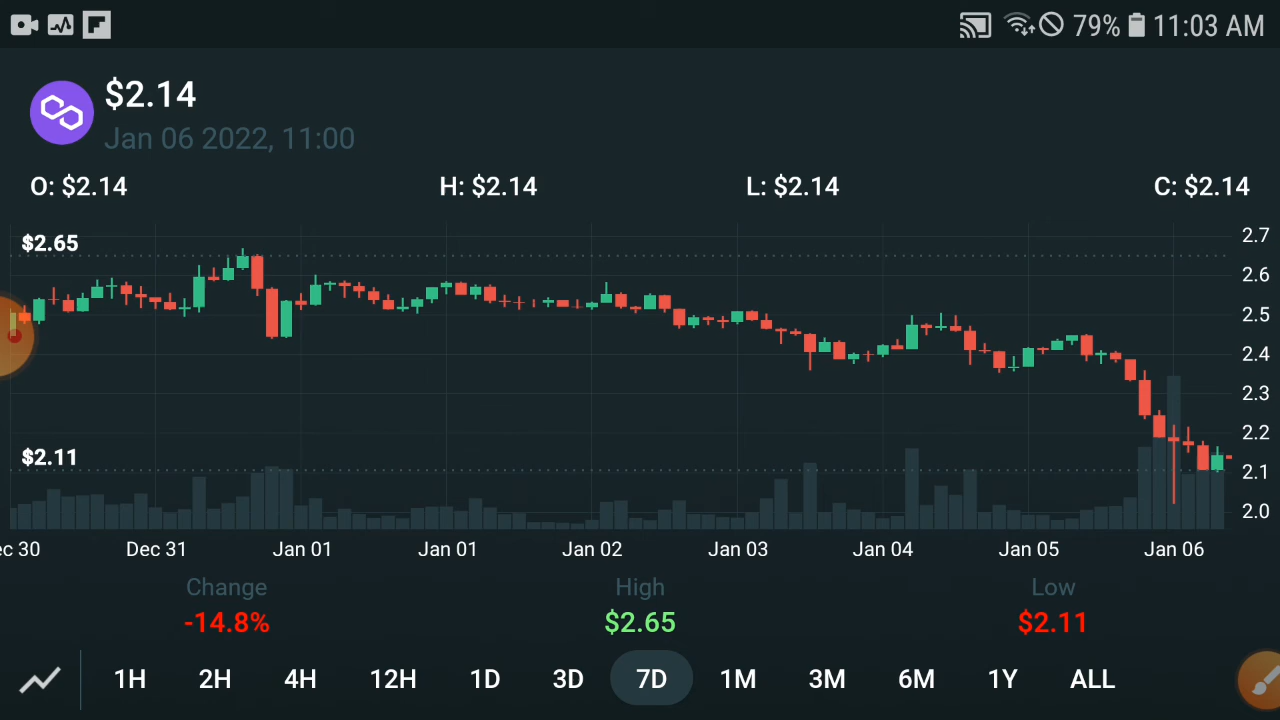 79% 11:03 AM
$2.14
Jan 06 2022, 11:00
O: $2.14 H: $2.14 L: $2.14 C: $2.14
$2.65
$2.11
2.7
2.6
2.5
2.4
2.3
2.2
2.1
2.0
ec 30 Dec 31 Jan 01 Jan 01 Jan 02 Jan 03 Jan 04 Jan 05 Jan 06
Change High Low
-14.8% $2.65 $2.11
1H 2H 4H 12H 1D 3D 7D 1M 3M 6M 1Y ALL